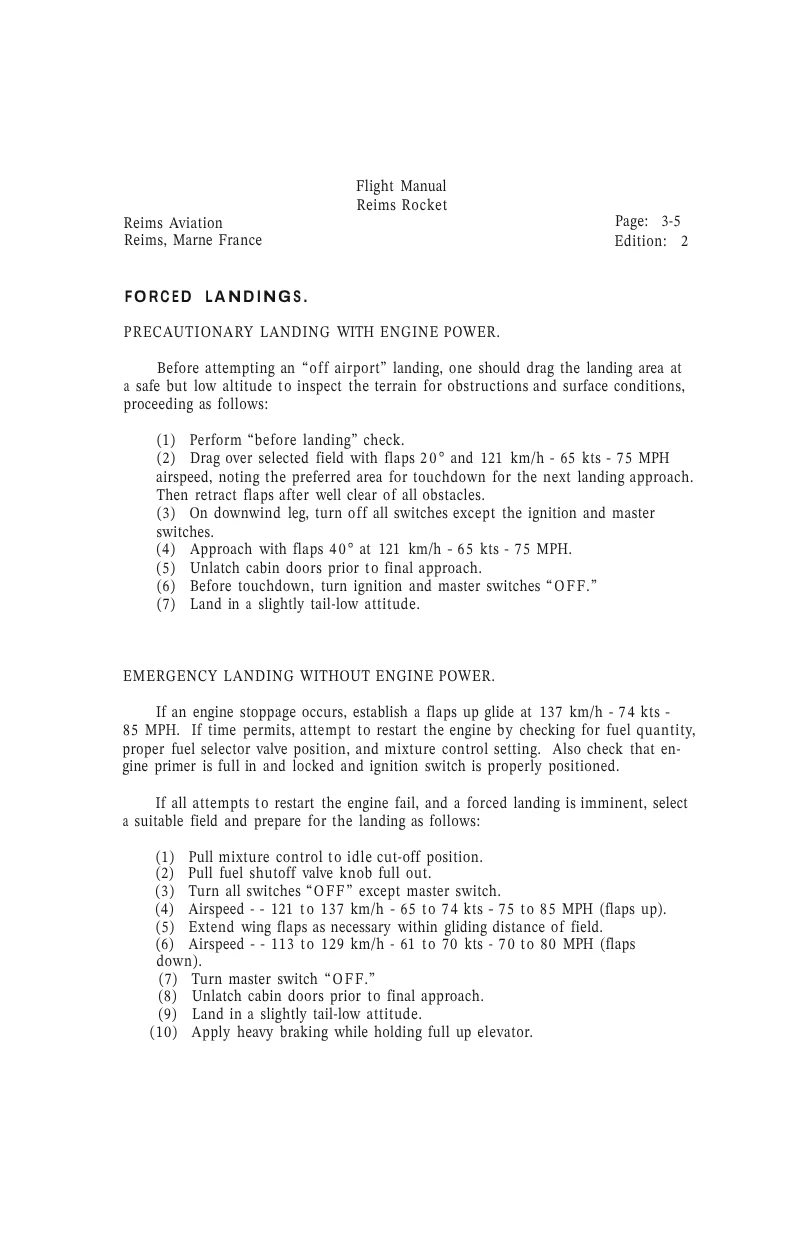 Flight Manual
Reims Rocket
Reims Aviation
Page: 3-5
Reims, Marne France
Edition: 2
FORCED LANDINGS.
PRECAUTIONARY LANDING WITH ENGINE POWER.
Before attempting an “off airport” landing, one should drag the landing area at
a safe but low altitude to inspect the terrain for obstructions and surface conditions,
proceeding as follows:
(1) Perform “before landing” check.
(2) Drag over selected field with flaps 20° and 121 km/h - 65 kts - 75 MPH
airspeed, noting the preferred area for touchdown for the next landing approach.
Then retract flaps after well clear of all obstacles.
(3) On downwind leg, turn off all switches except the ignition and master
switches.
(4) Approach with flaps 40° at 121 km/h - 65 kts - 75 MPH.
(5) Unlatch cabin doors prior to final approach.
(6) Before touchdown, turn ignition and master switches “OFF.”
(7) Land in a slightly tail-low attitude.
EMERGENCY LANDING WITHOUT ENGINE POWER.
If an engine stoppage occurs, establish a flaps up glide at 137 km/h - 74 kts -
85 MPH. If time permits, attempt to restart the engine by checking for fuel quantity,
proper fuel selector valve position, and mixture control setting. Also check that en-
gine primer is full in and locked and ignition switch is properly positioned.
If all attempts to restart the engine fail, and a forced landing is imminent, select
a suitable field and prepare for the landing as follows:
(1) Pull mixture control to idle cut-off position.
(2) Pull fuel shutoff valve knob full out.
(3) Turn all switches “OFF” except master switch.
(4) Airspeed - - 121 to 137 km/h - 65 to 74 kts - 75 to 85 MPH (flaps up).
(5) Extend wing flaps as necessary within gliding distance of field.
(6) Airspeed - - 113 to 129 km/h - 61 to 70 kts - 70 to 80 MPH (flaps
down).
(7) Turn master switch “OFF.”
(8) Unlatch cabin doors prior to final approach.
(9) Land in a slightly tail-low attitude.
(10) Apply heavy braking while holding full up elevator.